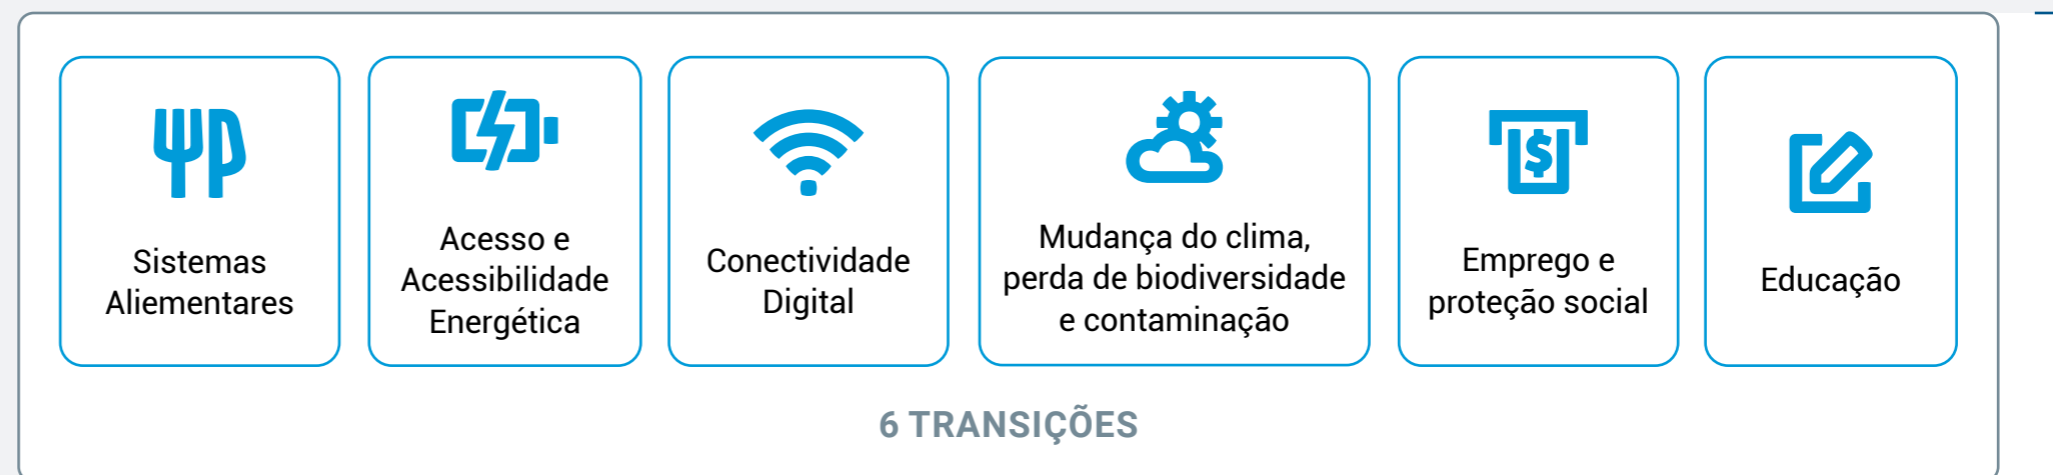 Sistemas
Aliementares
Acesso e
Acessibilidade
Energética
Conectividade
Digital
Mudança do clima,
perda de biodiversidade
e contaminação
$
Emprego e
proteção social
Educação
6 TRANSIÇÕES